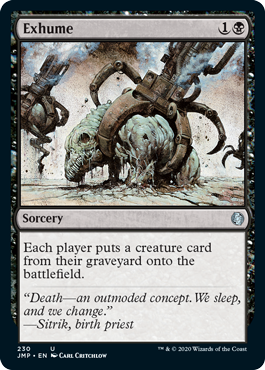 Exhume 1
Sorcery
Each player puts a creature card
from their graveyard onto the
battlefield.
“Death—an outmoded concept. We sleep,
and we change.”
—Sitrik, birth priest
230 U
JMP • EN CARL CRITCHLOW
™ & © 2020 Wizards of the Coast